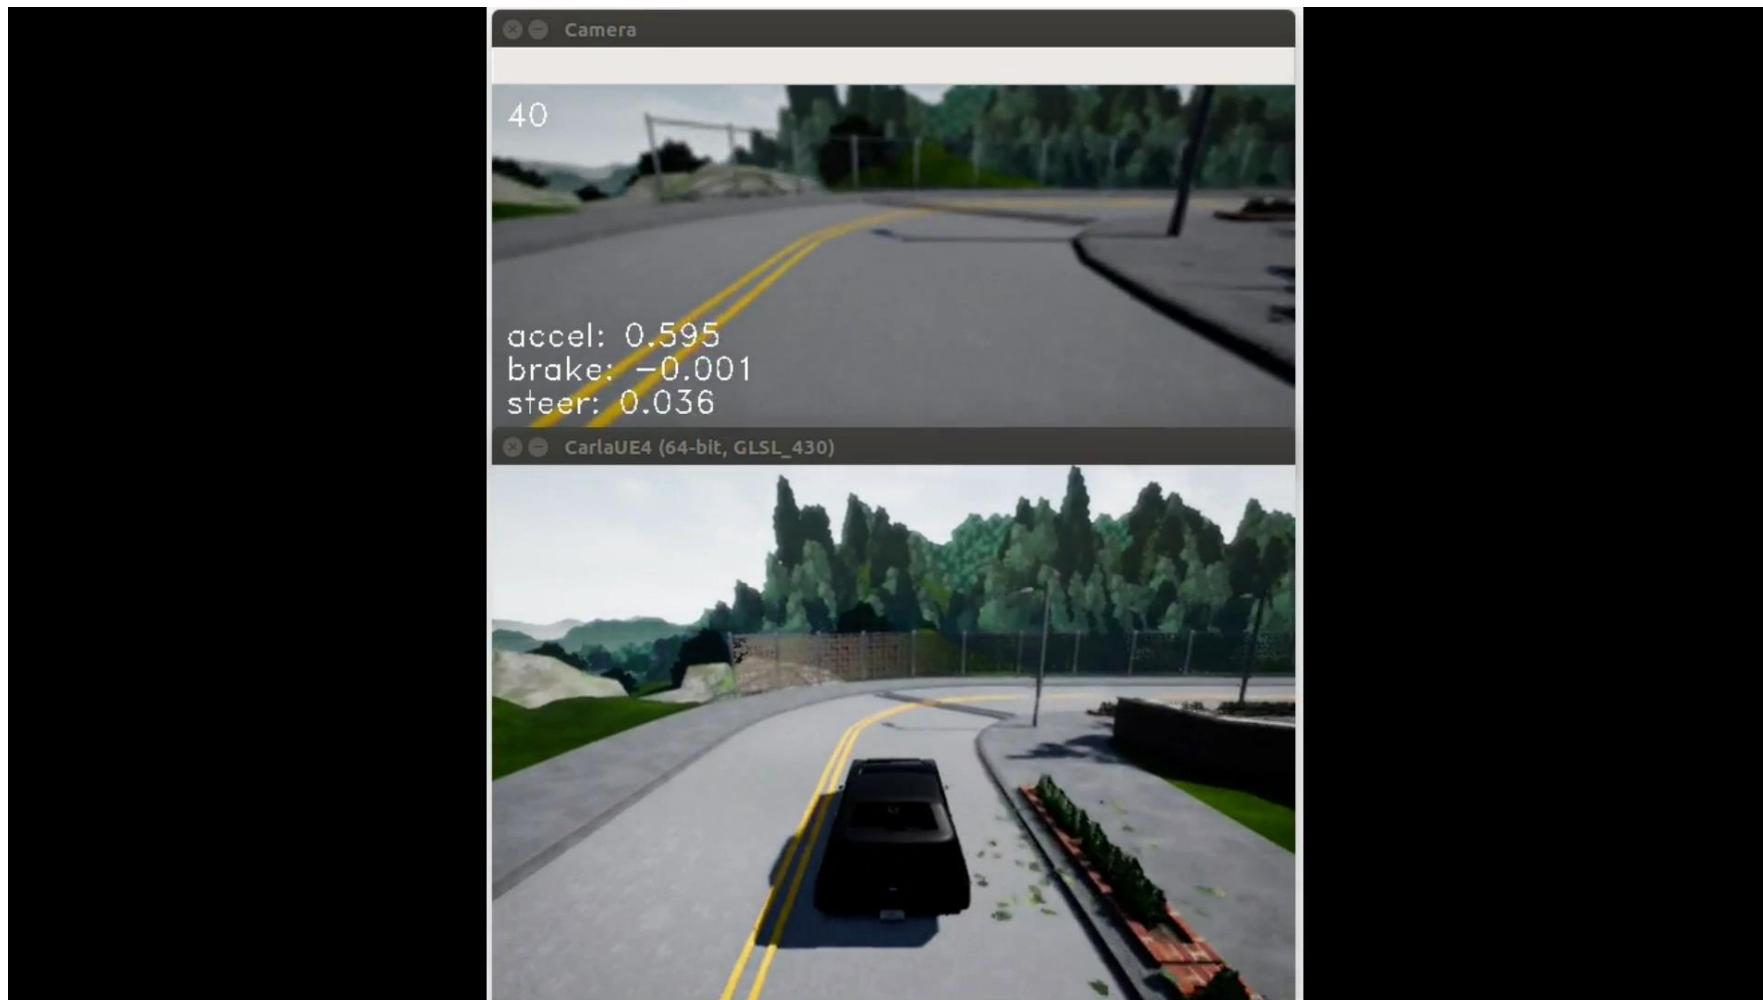 Camera
40
accel: 0.595
brake: -0.001
steer: 0.036
CarlaUE4 (64-bit, GLSL_430)